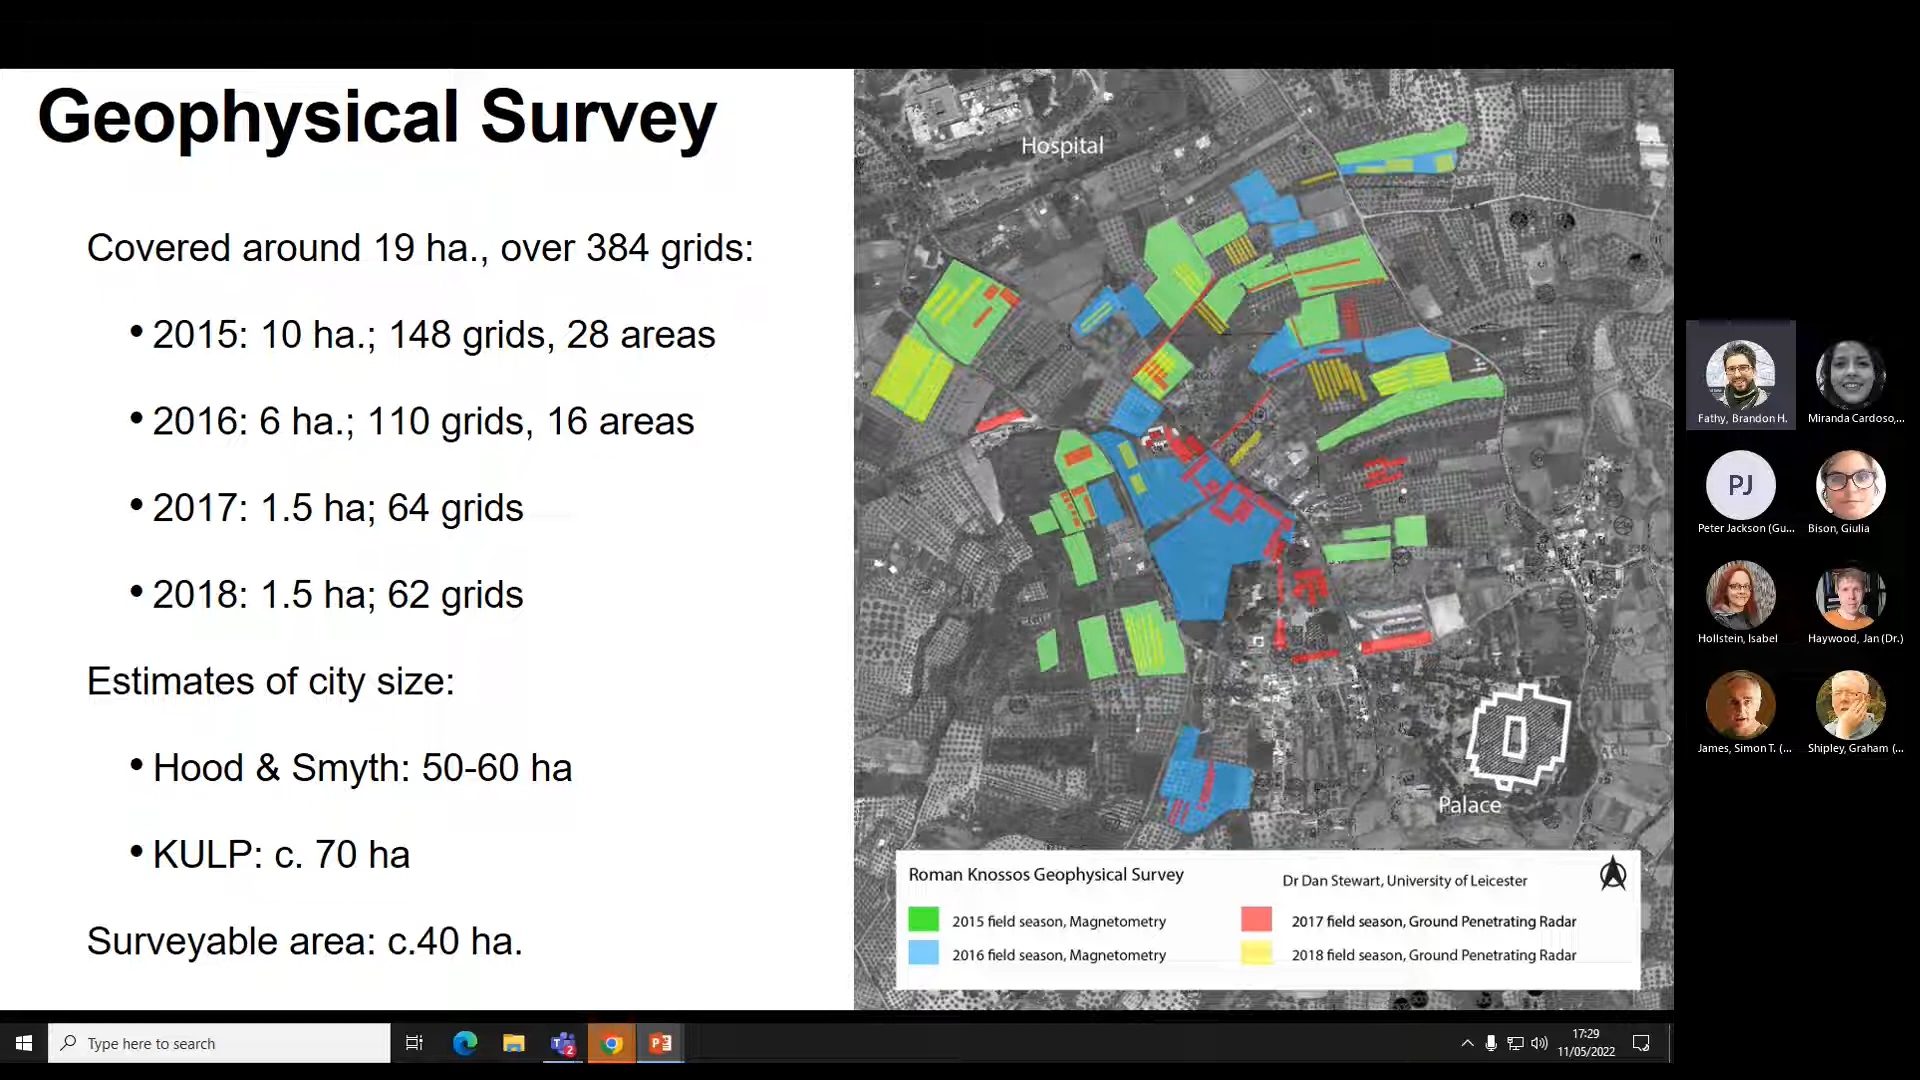 Geophysical Survey
Covered around 19 ha., over 384 grids:
• 2015: 10 ha.; 148 grids, 28 areas
• 2016: 6 ha.; 110 grids, 16 areas
• 2017: 1.5 ha; 64 grids
• 2018: 1.5 ha; 62 grids
Estimates of city size:
• Hood & Smyth: 50-60 ha
• KULP: c. 70 ha
Surveyable area: c.40 ha.
Hospital
Palace
Roman Knossos Geophysical Survey
Dr Dan Stewart, University of Leicester
2015 field season, Magnetometry
2017 field season, Ground Penetrating Radar
2016 field season, Magnetometry
2018 field season, Ground Penetrating Radar
Fathy, Brandon H.
Miranda Cardoso,...
PJ
Peter Jackson (Gu...
Bison, Giulia
Hollstein, Isabel
Haywood, Jan (Dr.)
James, Simon T. (...
Shipley, Graham (...
Type here to search
2
17:29
11/05/2022